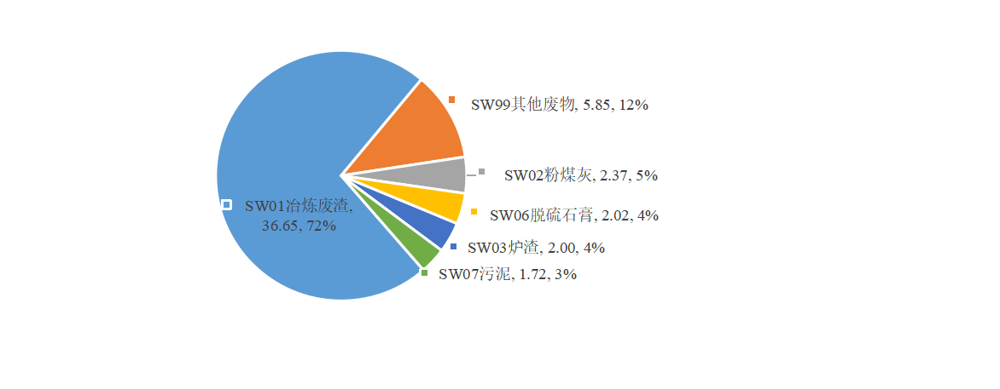 SW99其他废物, 5.85, 12%
SW02粉煤灰, 2.37, 5%
SW01冶炼废渣,
36.65, 72%
SW06脱硫石膏, 2.02, 4%
SW03炉渣, 2.00, 4%
SW07污泥, 1.72, 3%